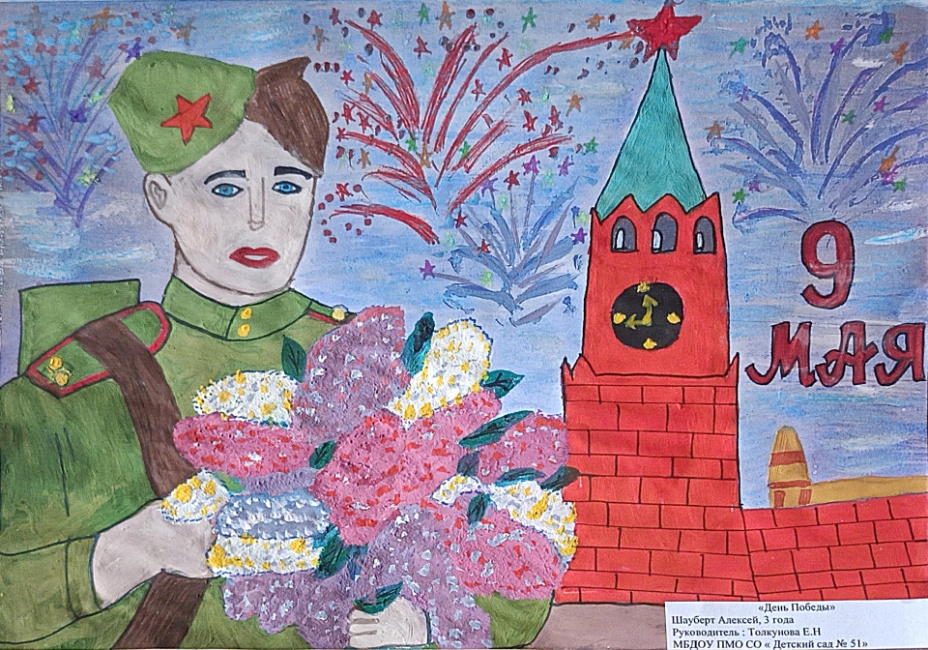 9
МАЯ
«День Победы»
Шауберт Алексей, 3 года
Руководитель : Толкунова Е.Н
МБДОУ ПМО СО « Детский сад № 51»